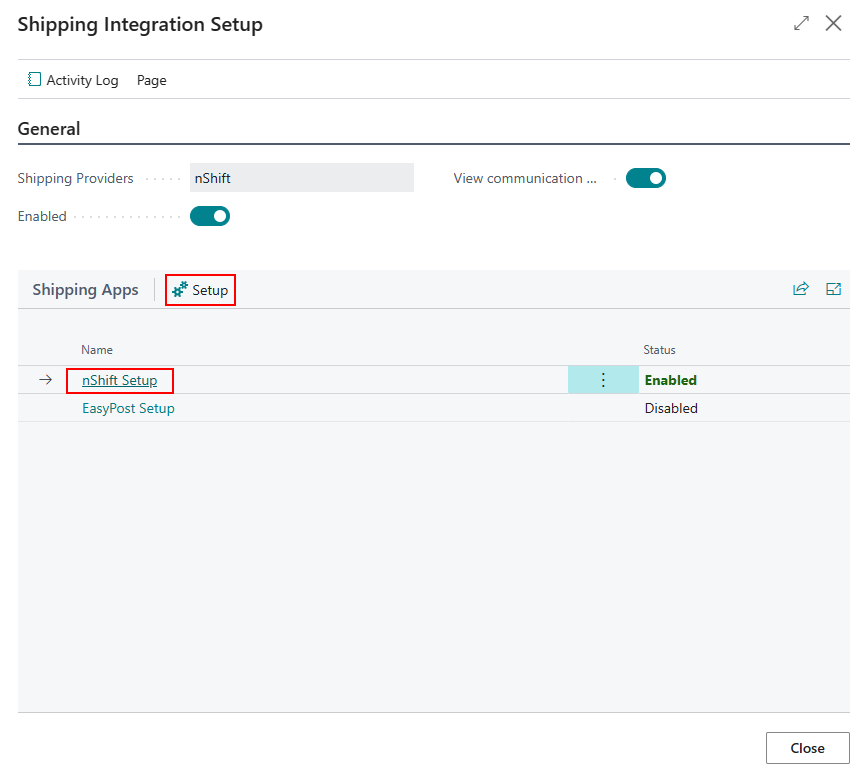 Shipping Integration Setup
Activity Log Page
General
Shipping Providers nShift View communication ...
Enabled
Shipping Apps Setup
Name Status
nShift Setup Enabled
EasyPost Setup Disabled
Close